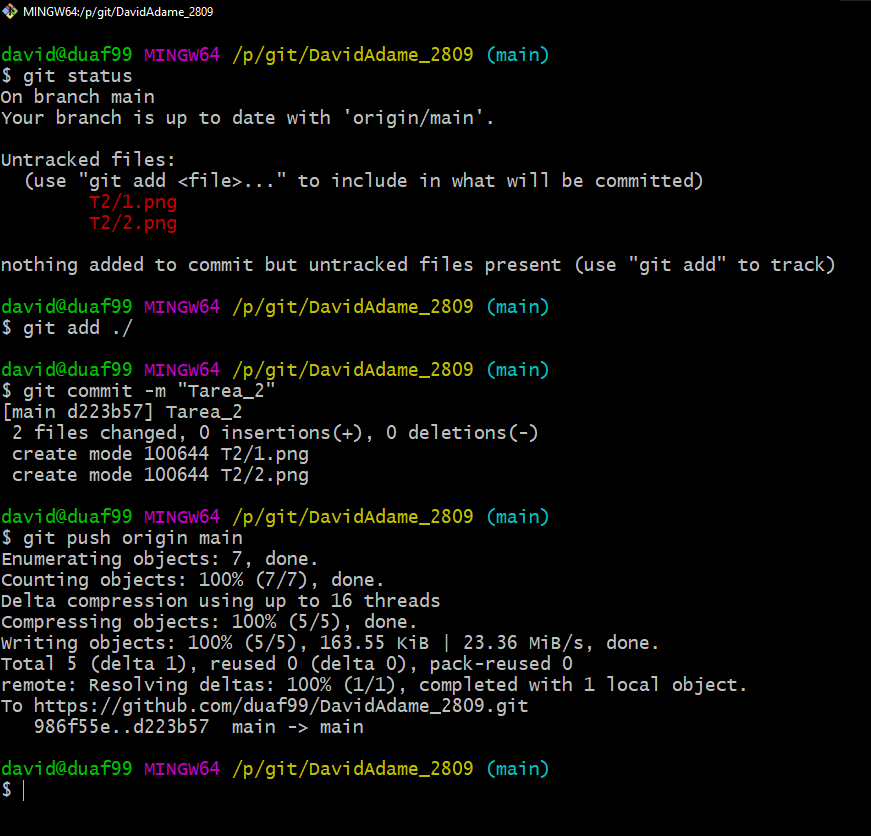 MINGW64:/p/git/DavidAdame_2809
david@duaf99 MINGW64 /p/git/DavidAdame_2809 (main)
$ git status
On branch main
Your branch is up to date with 'origin/main'.
Untracked files:
  (use "git add <file>..." to include in what will be committed)
        T2/1.png
        T2/2.png
nothing added to commit but untracked files present (use "git add" to track)
david@duaf99 MINGW64 /p/git/DavidAdame_2809 (main)
$ git add ./
david@duaf99 MINGW64 /p/git/DavidAdame_2809 (main)
$ git commit -m "Tarea_2"
[main d223b57] Tarea_2
 2 files changed, 0 insertions(+), 0 deletions(-)
 create mode 100644 T2/1.png
 create mode 100644 T2/2.png
david@duaf99 MINGW64 /p/git/DavidAdame_2809 (main)
$ git push origin main
Enumerating objects: 7, done.
Counting objects: 100% (7/7), done.
Delta compression using up to 16 threads
Compressing objects: 100% (5/5), done.
Writing objects: 100% (5/5), 163.55 KiB | 23.36 MiB/s, done.
Total 5 (delta 1), reused 0 (delta 0), pack-reused 0
remote: Resolving deltas: 100% (1/1), completed with 1 local object.
To https://github.com/duaf99/DavidAdame_2809.git
   986f55e..d223b57  main -> main
david@duaf99 MINGW64 /p/git/DavidAdame_2809 (main)
$